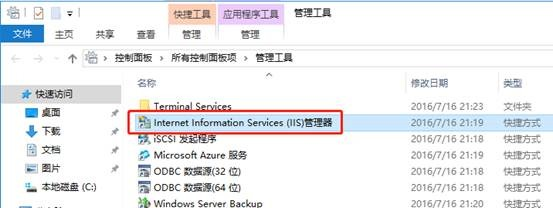 快捷工具 应用程序工具 管理工具
文件 主页 共享 查看 管理 管理
控制面板 > 所有控制面板项 > 管理工具
名称 修改日期 类型
快速访问
Terminal Services 2016/7/16 21:23 文件夹
桌面
Internet Information Services (IIS)管理器 2016/7/16 21:19 快捷方式
下载
iSCSI 发起程序 2016/7/16 21:18 快捷方式
文档
Microsoft Azure 服务 2016/7/16 21:19 快捷方式
图片
ODBC 数据源(32 位) 2016/7/16 21:18 快捷方式
本地磁盘 (C:)
ODBC 数据源(64 位) 2016/7/16 21:18 快捷方式
Windows Server Backup 2016/7/16 21:19 快捷方式